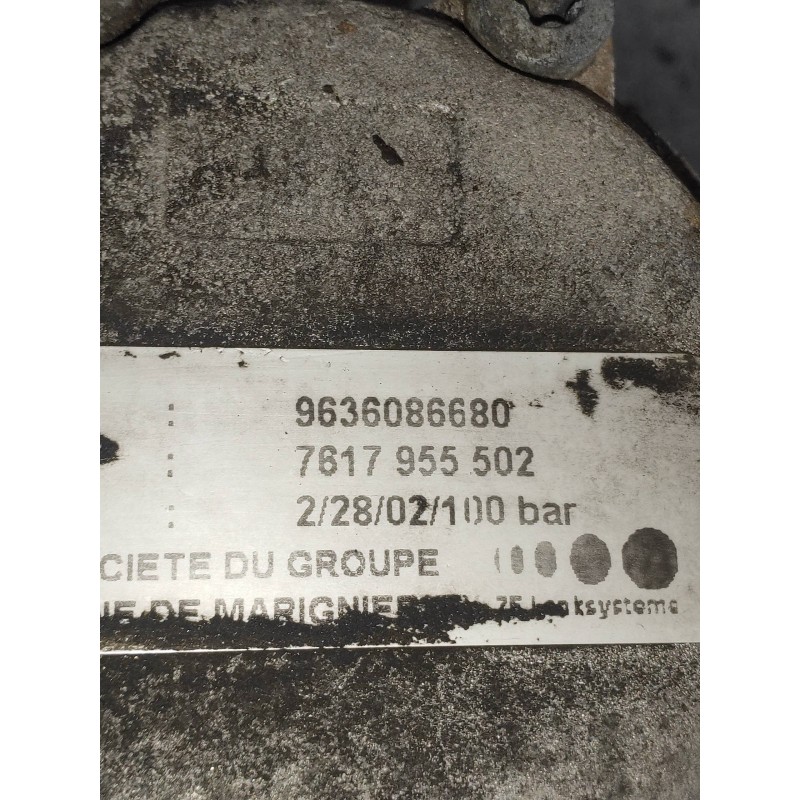 : 9636086680
: 7617 955 502
: 2/28/02/100 bar
CIETE DU GROUPE
UE DE MARIGNIER ZF Lenksysteme